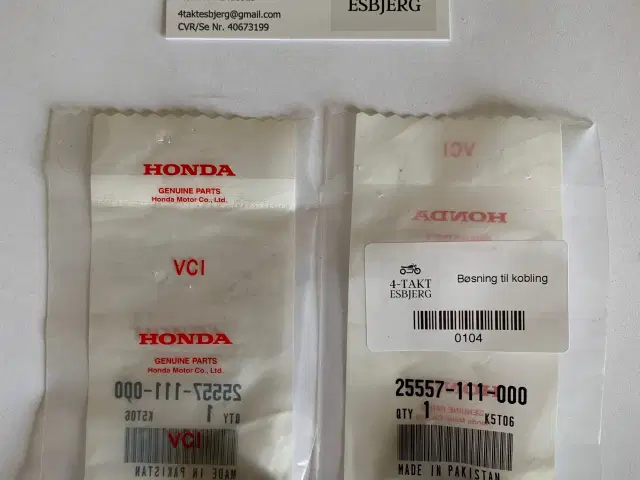 4taktesbjerg@gmail.com
CVR/Se Nr. 40673199
ESBJERG
HONDA
GENUINE PARTS
Honda Motor Co., Ltd.
VCI
HONDA
GENUINE PARTS
Honda Motor Co., Ltd.
25557-111-000
QTY 1 K5T06
VCI
MADE IN PAKISTAN
VCI
HONDA
4-TAKT
ESBJERG
Bøsning til kobling
0104
HONDA
25557-111-000
QTY 1 K5T06
MADE IN PAKISTAN